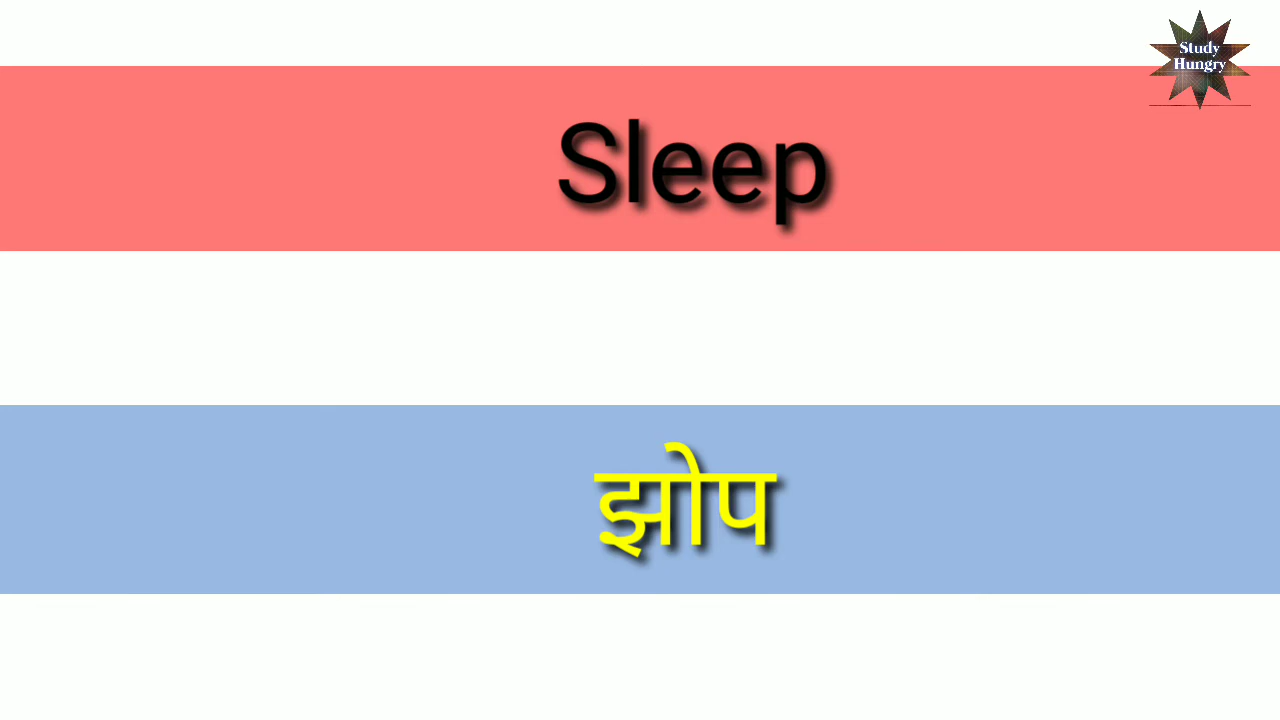 Study
Hungry
Sleep
झोप